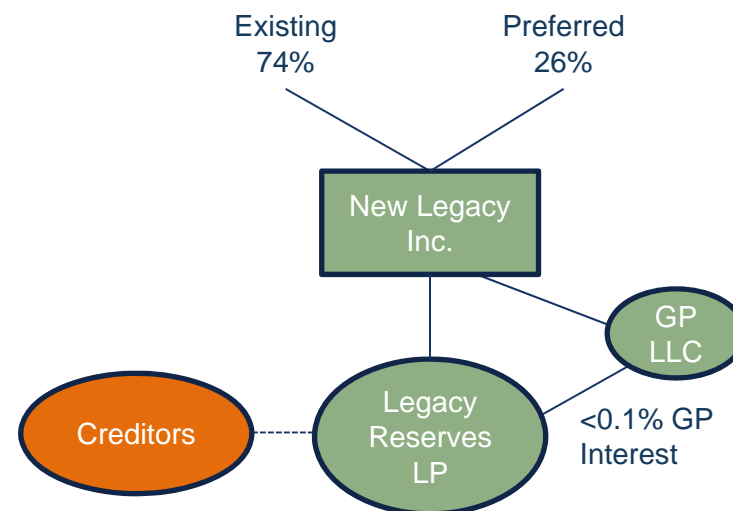 Existing
74%
Preferred
26%
New Legacy
Inc.
GP
LLC
Creditors
Legacy
Reserves
LP
<0.1% GP
Interest